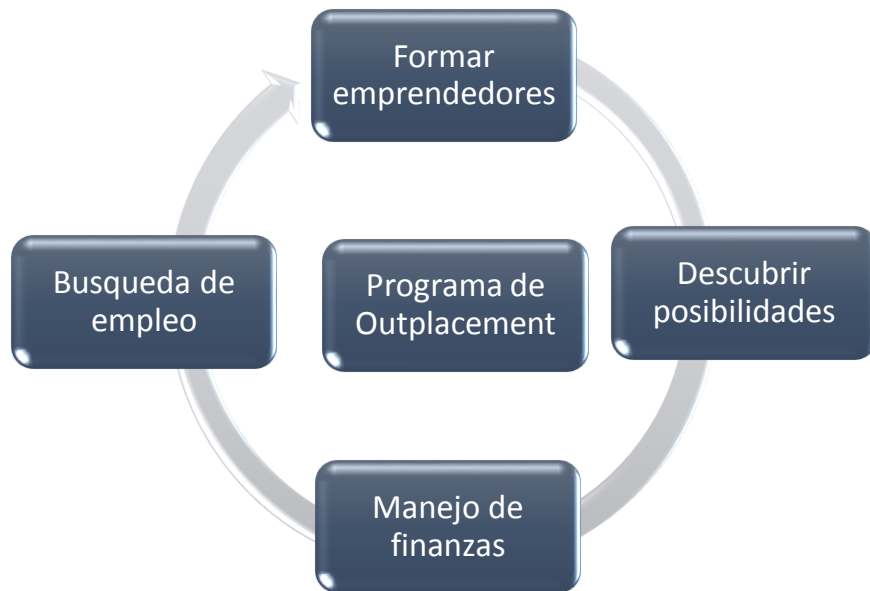 Formar
emprendedores
Busqueda de
empleo
Programa de
Outplacement
Descubrir
posibilidades
Manejo de
finanzas